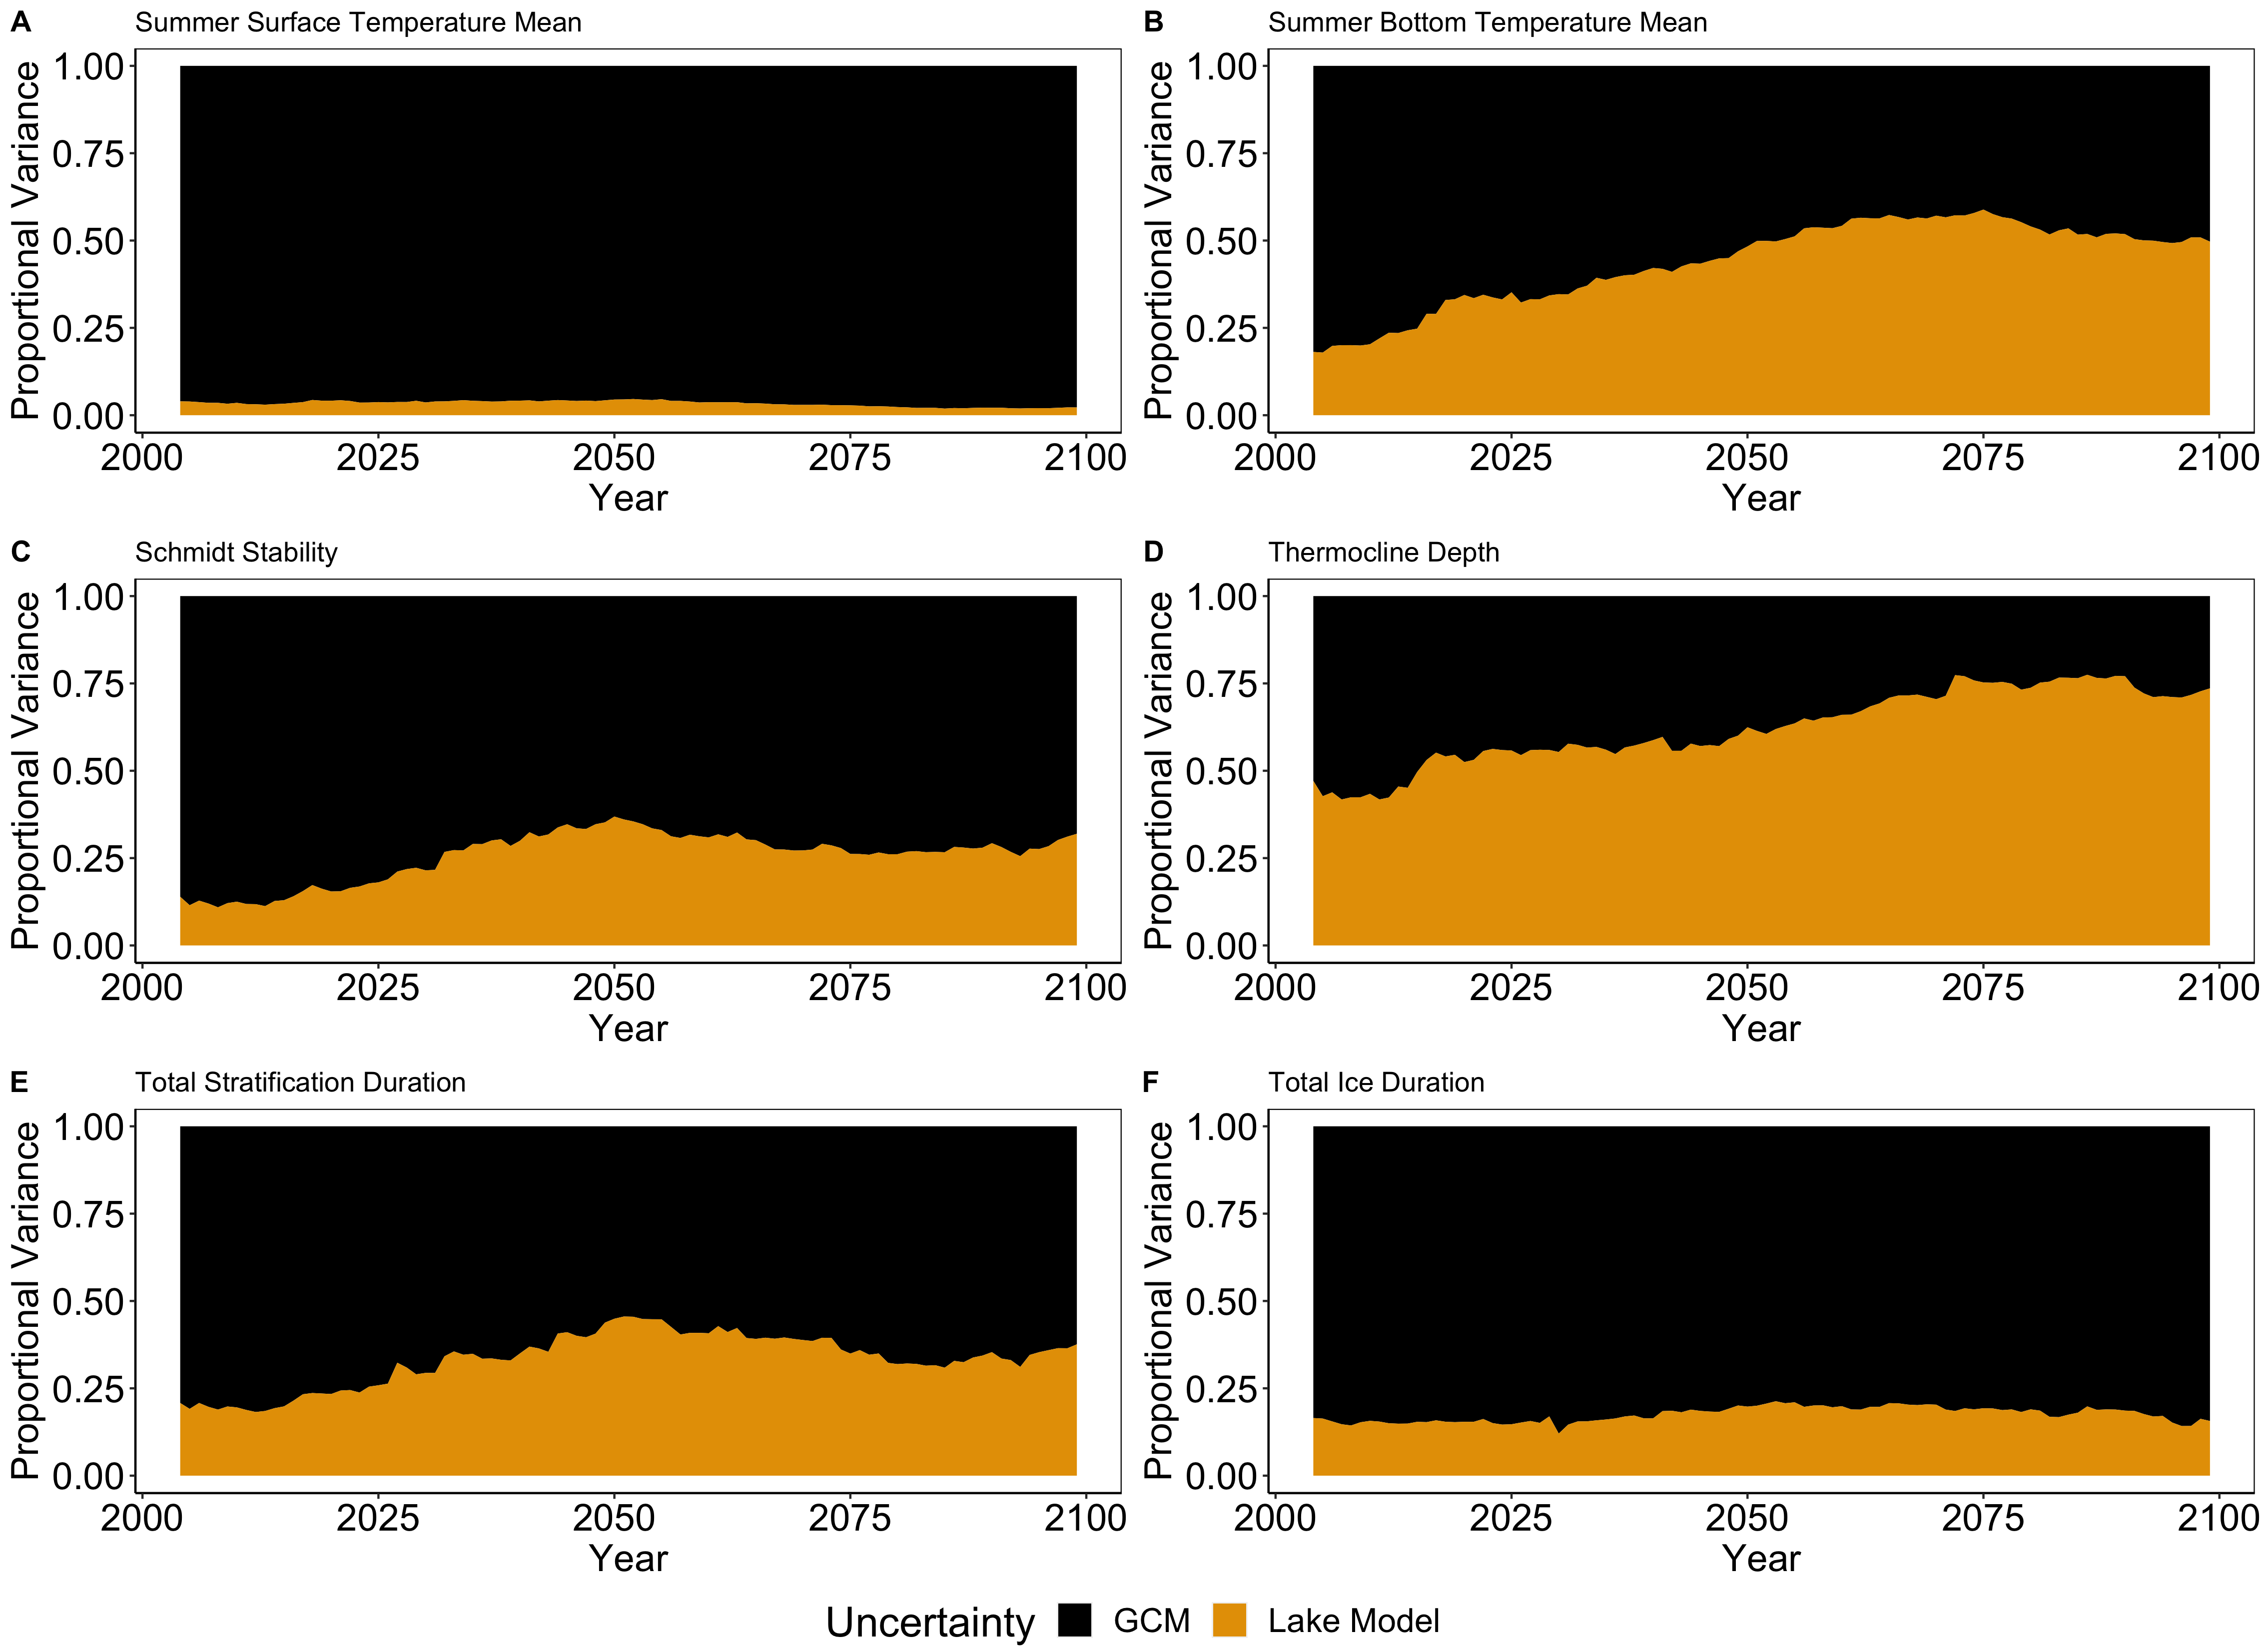 A Summer Surface Temperature Mean
Proportional Variance
1.00
0.75
0.50
0.25
0.00
2000 2025 2050 2075 2100
Year
B Summer Bottom Temperature Mean
Proportional Variance
1.00
0.75
0.50
0.25
0.00
2000 2025 2050 2075 2100
Year
C Schmidt Stability
Proportional Variance
1.00
0.75
0.50
0.25
0.00
2000 2025 2050 2075 2100
Year
D Thermocline Depth
Proportional Variance
1.00
0.75
0.50
0.25
0.00
2000 2025 2050 2075 2100
Year
E Total Stratification Duration
Proportional Variance
1.00
0.75
0.50
0.25
0.00
2000 2025 2050 2075 2100
Year
F Total Ice Duration
Proportional Variance
1.00
0.75
0.50
0.25
0.00
2000 2025 2050 2075 2100
Year
Uncertainty GCM Lake Model